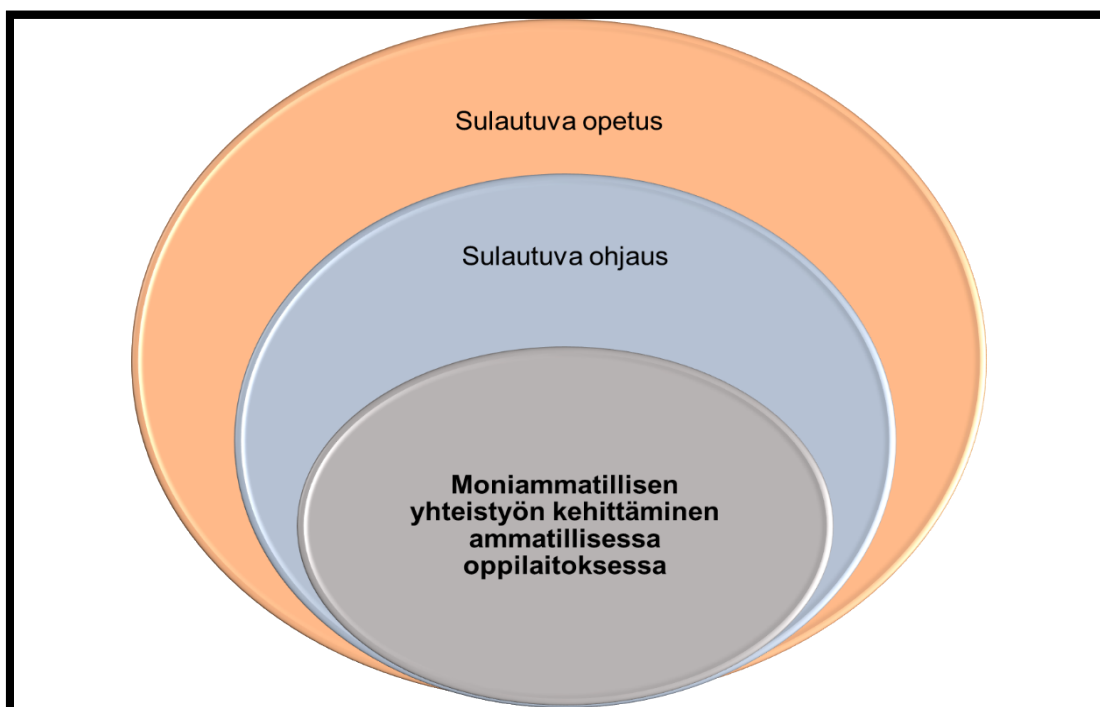 Sulautuva opetus
Sulautuva ohjaus
Moniammatillisen
yhteistyön kehittäminen
ammatillisessa
oppilaitoksessa